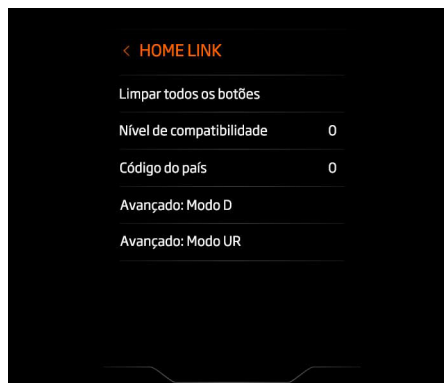 < HOME LINK
Limpar todos os botões
Nível de compatibilidade 0
Código do país 0
Avançado: Modo D
Avançado: Modo UR